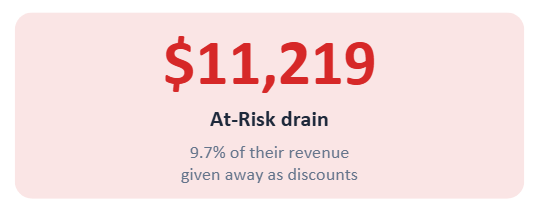 $11,219
At-Risk drain
9.7% of their revenue
given away as discounts